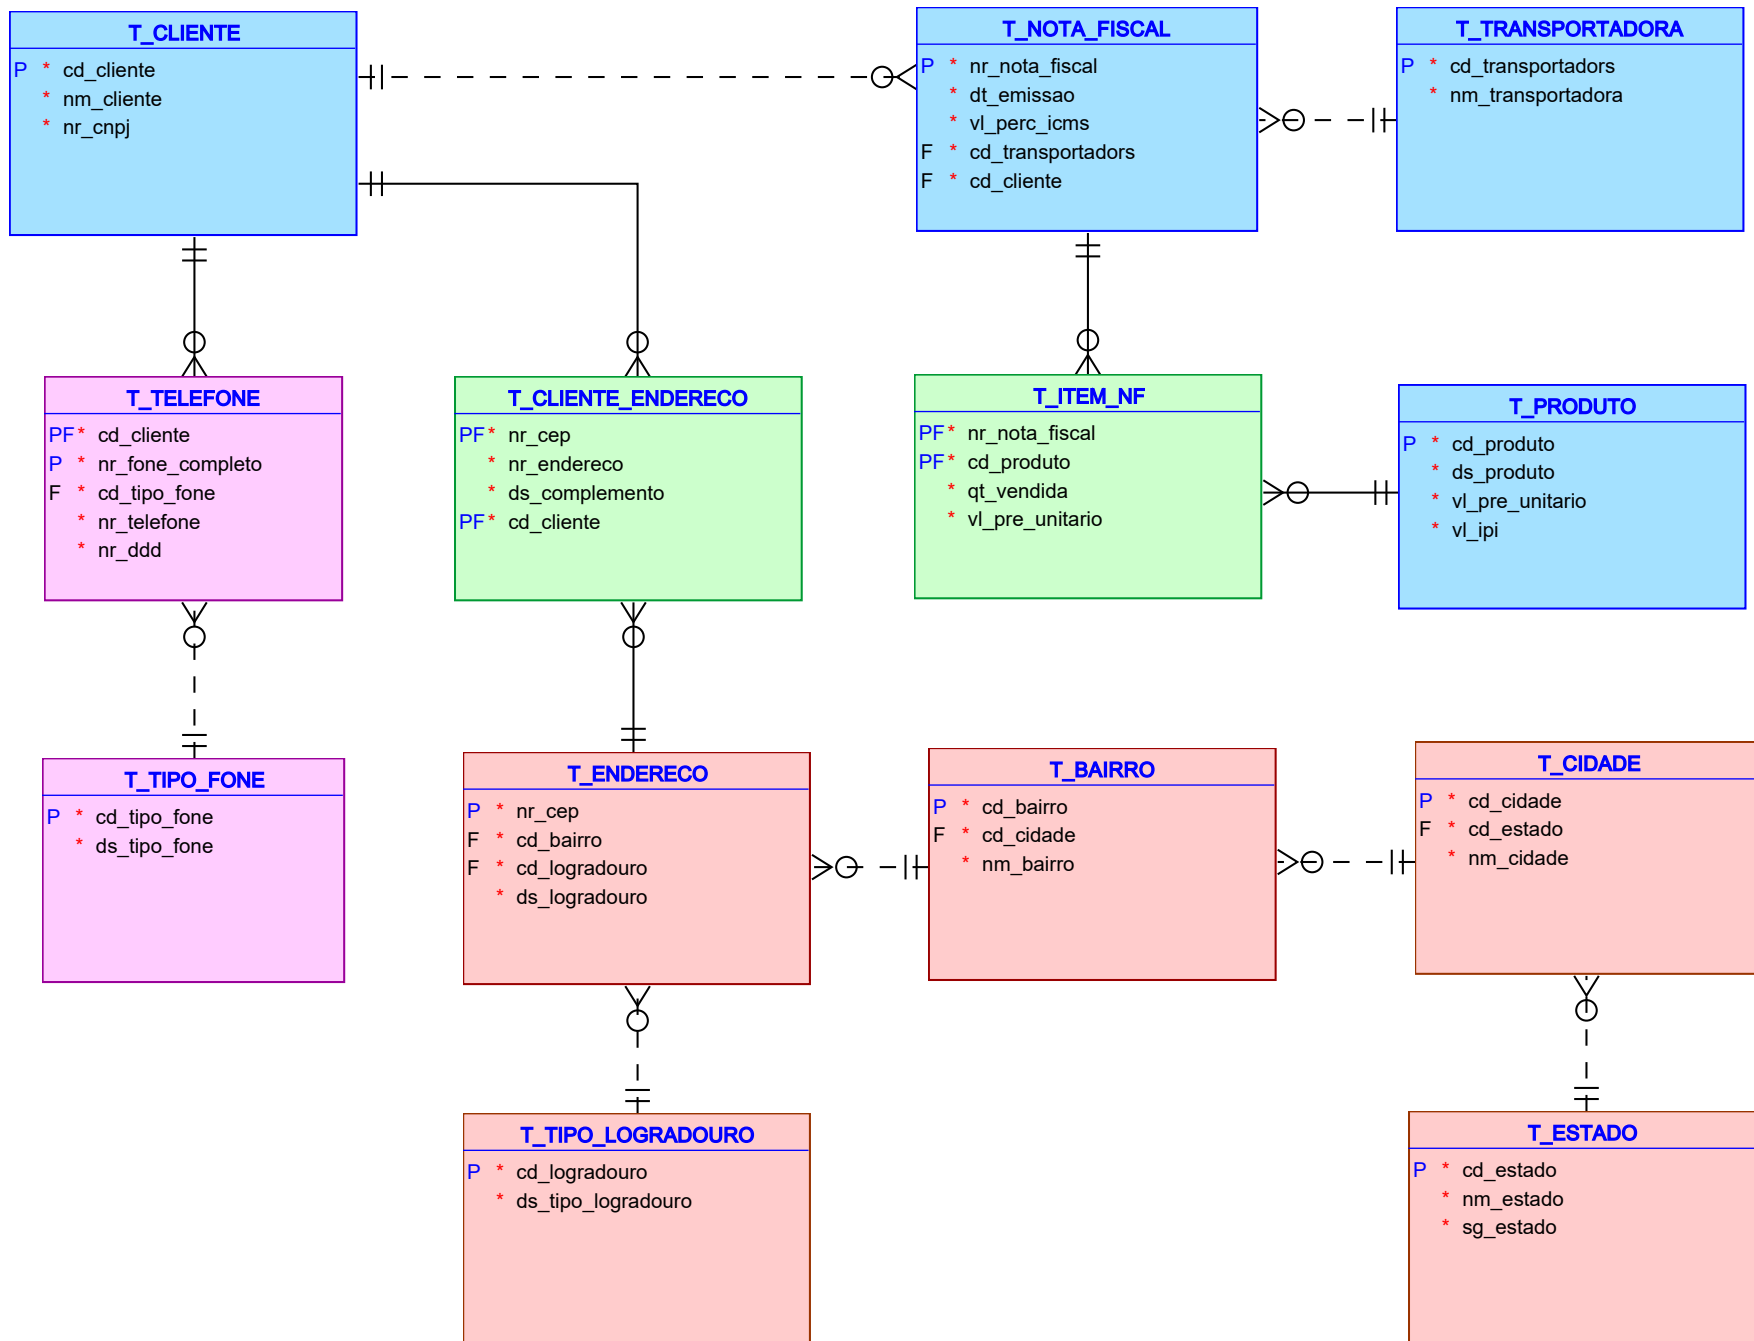 T_CLIENTE
P * cd_cliente
* nm_cliente
* nr_cnpj
T_NOTA_FISCAL
P * nr_nota_fiscal
* dt_emissao
* vl_perc_icms
F * cd_transportadors
F * cd_cliente
T_TRANSPORTADORA
P * cd_transportadors
* nm_transportadora
T_TELEFONE
PF * cd_cliente
P * nr_fone_completo
F * cd_tipo_fone
* nr_telefone
* nr_ddd
T_CLIENTE_ENDERECO
PF * nr_cep
* nr_endereco
* ds_complemento
PF * cd_cliente
T_ITEM_NF
PF * nr_nota_fiscal
PF * cd_produto
* qt_vendida
* vl_pre_unitario
T_PRODUTO
P * cd_produto
* ds_produto
* vl_pre_unitario
* vl_ipi
T_TIPO_FONE
P * cd_tipo_fone
* ds_tipo_fone
T_ENDERECO
P * nr_cep
F * cd_bairro
F * cd_logradouro
* ds_logradouro
T_BAIRRO
P * cd_bairro
F * cd_cidade
* nm_bairro
T_CIDADE
P * cd_cidade
F * cd_estado
* nm_cidade
T_TIPO_LOGRADOURO
P * cd_logradouro
* ds_tipo_logradouro
T_ESTADO
P * cd_estado
* nm_estado
* sg_estado